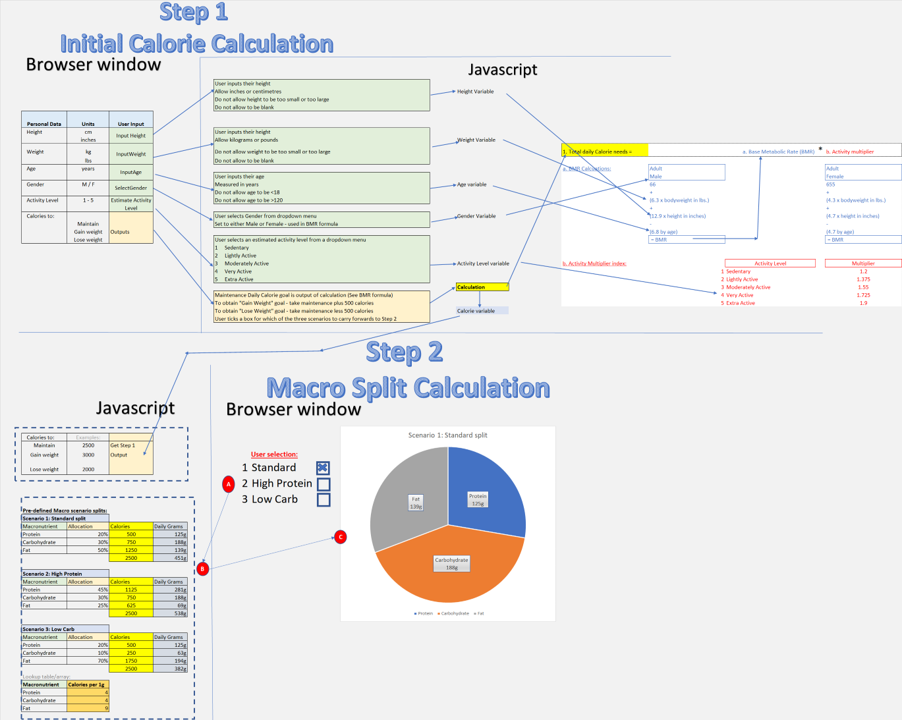 Step 1
Initial Calorie Calculation
Browser window
Javascript
Personal Data Units User Input
Height cm inches Input Height
Weight kg lbs InputWeight
Age years InputAge
Gender M / F SelectGender
Activity Level 1 - 5 Estimate Activity Level
Calories to:
Maintain
Gain weight Outputs
Lose weight
User inputs their height
Allow inches or centimetres
Do not allow height to be too small or too large
Do not allow to be blank
User inputs their height
Allow kilograms or pounds
Do not allow weight to be too small or too large
Do not allow to be blank
User inputs their age
Measured in years
Do not allow age to be <18
Do not allow age to be >120
User selects Gender from dropdown menu
Set to either Male or Female - used in BMR formula
User selects an estimated activity level from a dropdown menu
1 Sedentary
2 Lightly Active
3 Moderately Active
4 Very Active
5 Extra Active
Maintenance Daily Calorie goal is output of calculation (See BMR formula)
To obtain "Gain Weight" goal - take maintenance plus 500 calories
To obtain "Lose Weight" goal - take maintenance less 500 calories
User ticks a box for which of the three scenarios to carry forwards to Step 2
Height Variable
Weight Variable
Age variable
Gender Variable
Activity Level variable
Calculation
Calorie variable
1. Total daily Calorie needs = a. Base Metabolic Rate (BMR) * b. Activity multiplier
a. BMR Calculations:
Adult Male
66
+
(6.3 x bodyweight in lbs.)
+
(12.9 x height in inches)
-
(6.8 by age)
= BMR
Adult Female
655
+
(4.3 x bodyweight in lbs.)
+
(4.7 x height in inches)
-
(4.7 by age)
= BMR
b. Activity Multiplier Index:
Activity Level Multiplier
1 Sedentary 1.2
2 Lightly Active 1.375
3 Moderately Active 1.55
4 Very Active 1.725
5 Extra Active 1.9
Step 2
Macro Split Calculation
Javascript
Browser window
Calories to: Examples:
Maintain 2500 Get Step 1
Gain weight 3000 Output
Lose weight 2000
Pre-defined Macro scenario splits:
Scenario 1: Standard split
Macronutrient Allocation Calories Daily Grams
Protein 20% 500 125g
Carbohydrate 30% 750 188g
Fat 50% 1250 139g
2500 451g
Scenario 2: High Protein
Macronutrient Allocation Calories Daily Grams
Protein 45% 1125 281g
Carbohydrate 30% 750 188g
Fat 25% 625 69g
2500 538g
Scenario 3: Low Carb
Macronutrient Allocation Calories Daily Grams
Protein 20% 500 125g
Carbohydrate 10% 250 63g
Fat 70% 1750 194g
2500 382g
Lookup table/array:
Macronutrient Calories per 1g
Protein 4
Carbohydrate 4
Fat 9
User selection:
1 Standard
2 High Protein
3 Low Carb
A
B
C
Scenario 1: Standard split
Fat 139g
Protein 125g
Carbohydrate 188g
Protein Carbohydrate Fat